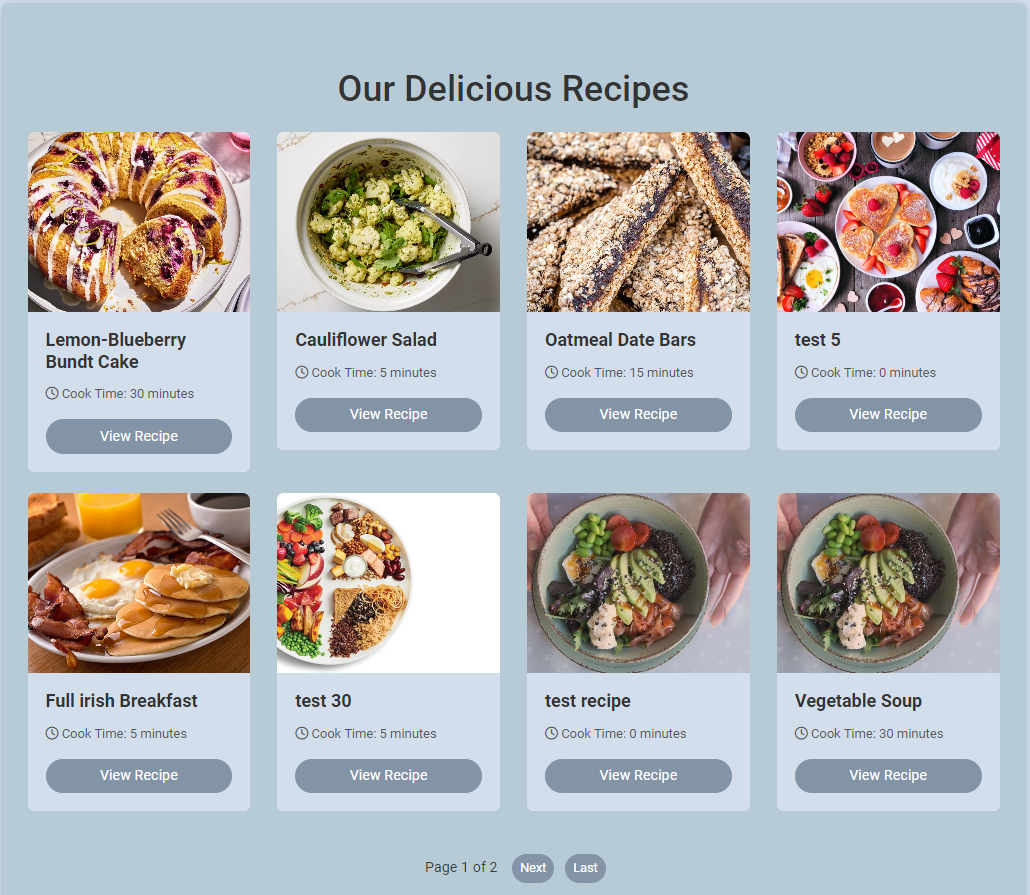 Our Delicious Recipes
Lemon-Blueberry
Bundt Cake
Cook Time: 30 minutes
View Recipe
Cauliflower Salad
Cook Time: 5 minutes
View Recipe
Oatmeal Date Bars
Cook Time: 15 minutes
View Recipe
test 5
Cook Time: 0 minutes
View Recipe
Full irish Breakfast
Cook Time: 5 minutes
View Recipe
test 30
Cook Time: 5 minutes
View Recipe
test recipe
Cook Time: 0 minutes
View Recipe
Vegetable Soup
Cook Time: 30 minutes
View Recipe
Page 1 of 2 Next Last